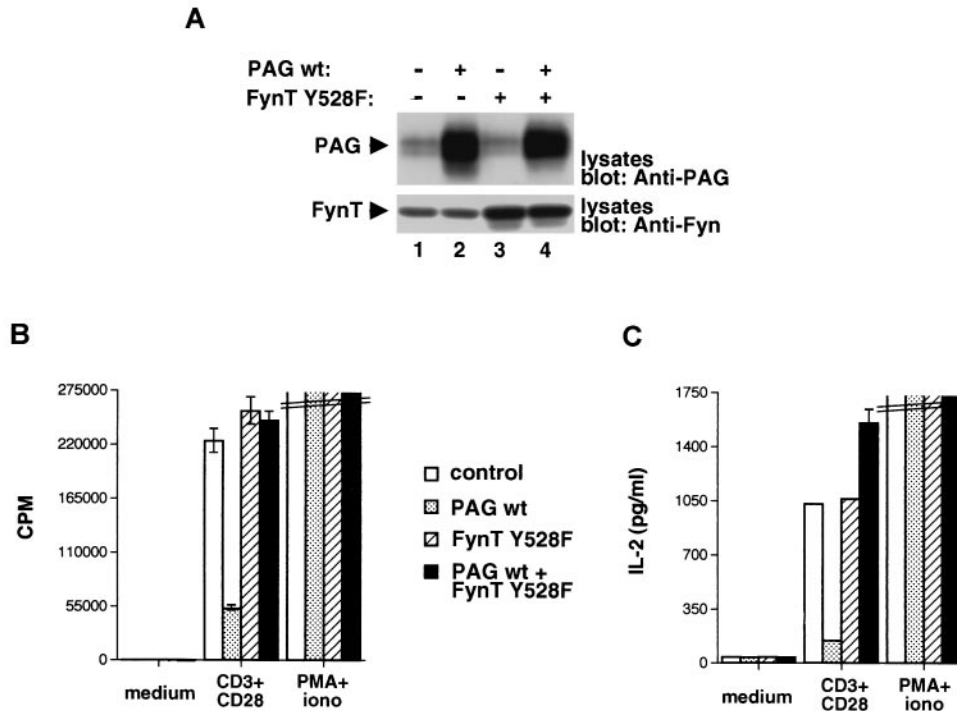 A
PAG wt: - + - +
FynT Y528F: - - + +
PAG
lysates
blot: Anti-PAG
FynT
lysates
blot: Anti-Fyn
1 2 3 4
B
CPM
275000
220000
165000
110000
55000
0
medium
CD3+
CD28
PMA+
iono
control
PAG wt
FynT Y528F
PAG wt +
FynT Y528F
C
IL-2 (pg/ml)
1750
1400
1050
700
350
0
medium
CD3+
CD28
PMA+
iono